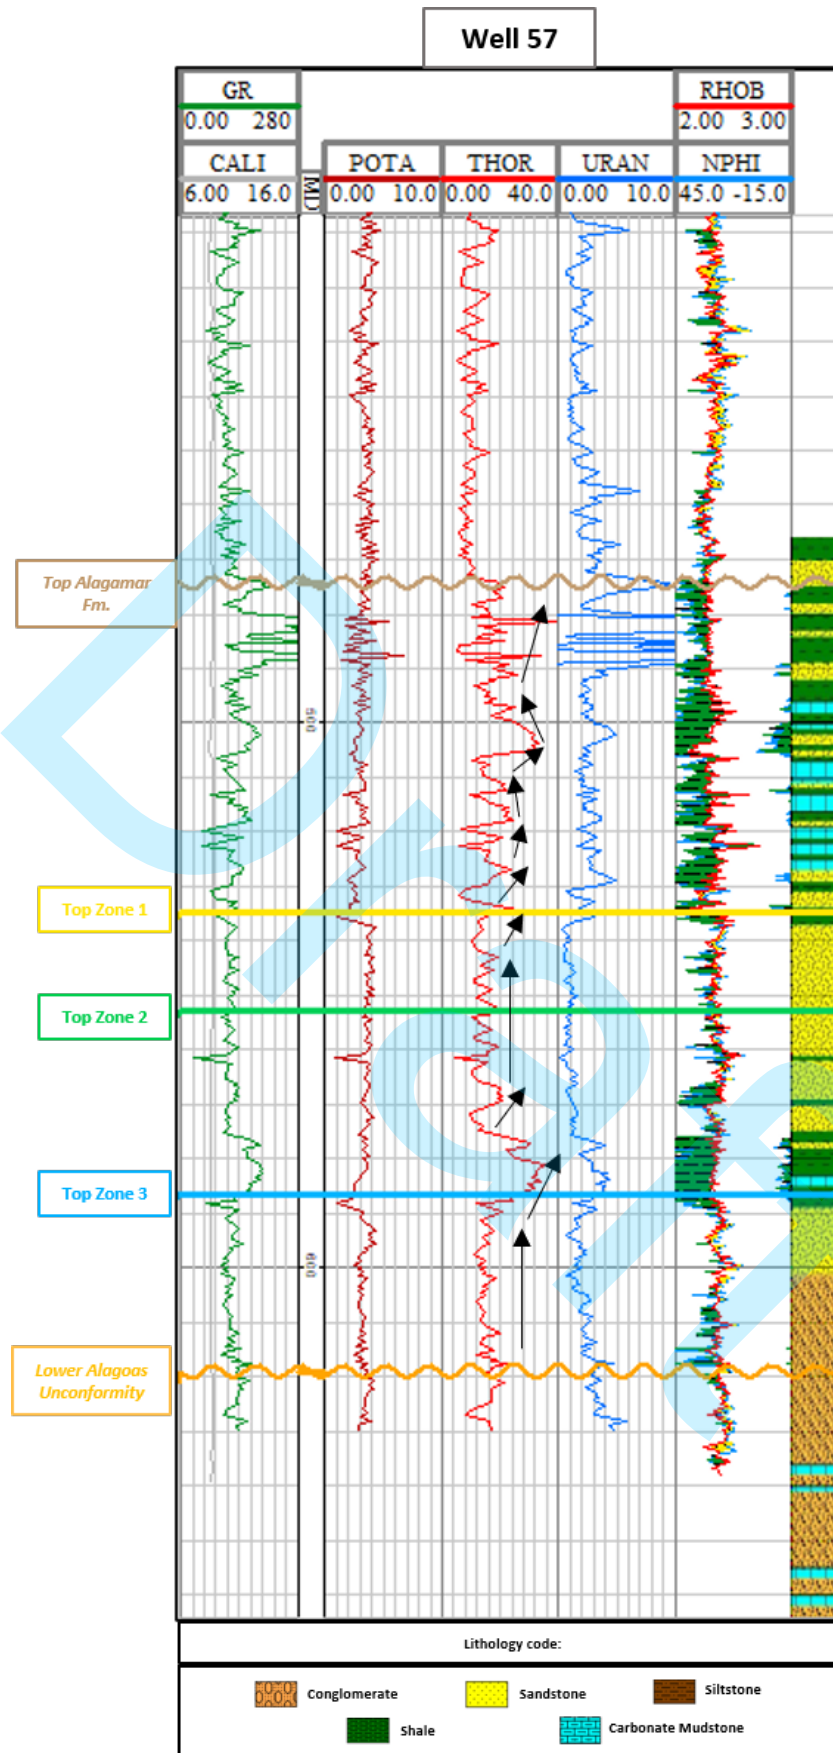 Well 57
GR
0.00 280
CALI
6.00 16.0
MD
POTA
0.00 10.0
THOR
0.00 40.0
URAN
0.00 10.0
RHOB
2.00 3.00
NPHI
45.0 -15.0
Top Alagamar
Fm.
500
Top Zone 1
Top Zone 2
Top Zone 3
600
Lower Alagoas
Unconformity
Draft
Lithology code:
Conglomerate
Sandstone
Siltstone
Shale
Carbonate Mudstone